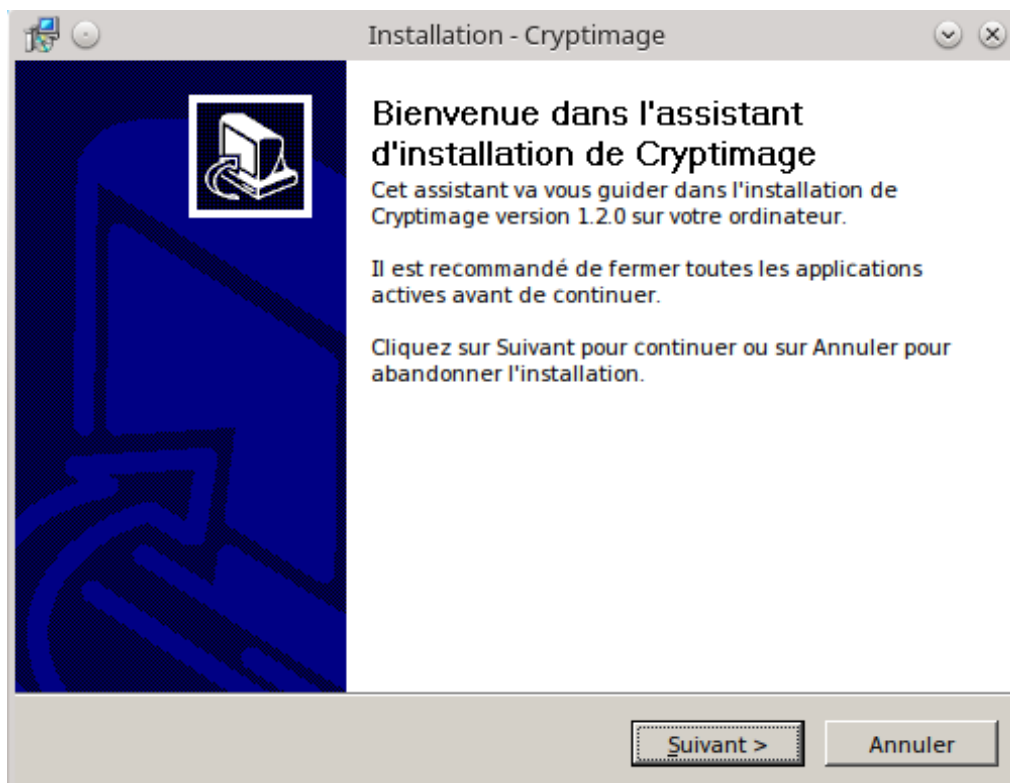 Installation - Cryptimage
Bienvenue dans l'assistant
d'installation de Cryptimage
Cet assistant va vous guider dans l'installation de
Cryptimage version 1.2.0 sur votre ordinateur.
Il est recommandé de fermer toutes les applications
actives avant de continuer.
Cliquez sur Suivant pour continuer ou sur Annuler pour
abandonner l'installation.
Suivant >
Annuler